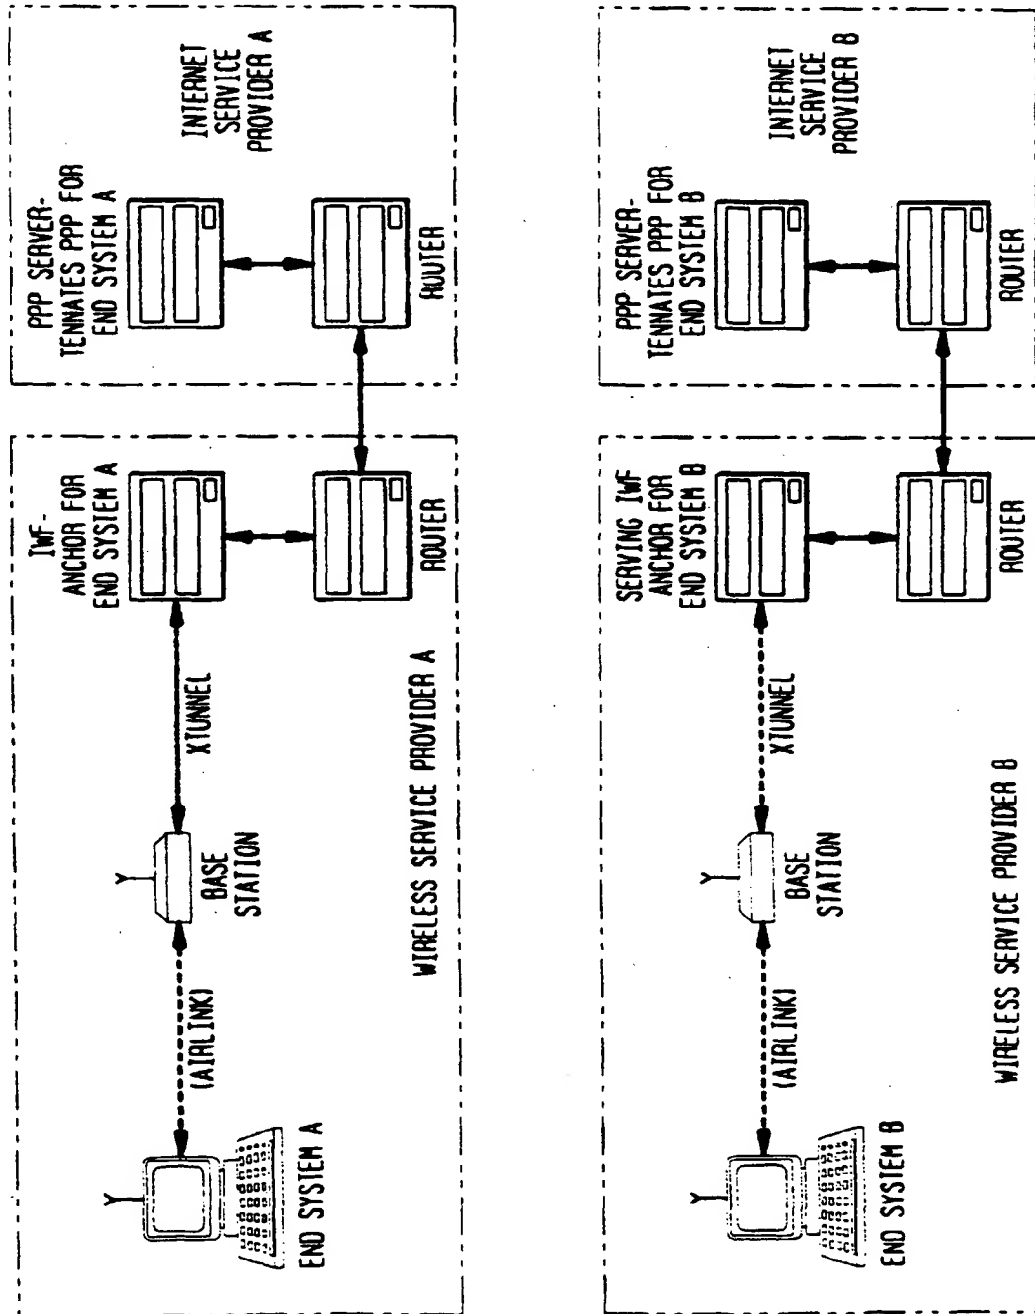 END SYSTEM A
(AIRLINK)
BASE
STATION
XTUNNEL
IWF-
ANCHOR FOR
END SYSTEM A
ROUTER
WIRELESS SERVICE PROVIDER A
PPP SERVER-
TENNATES PPP FOR
END SYSTEM A
ROUTER
INTERNET
SERVICE
PROVIDER A
END SYSTEM B
(AIRLINK)
BASE
STATION
XTUNNEL
SERVING IWF
ANCHOR FOR
END SYSTEM B
ROUTER
WIRELESS SERVICE PROVIDER B
PPP SERVER-
TENNATES PPP FOR
END SYSTEM B
ROUTER
INTERNET
SERVICE
PROVIDER B